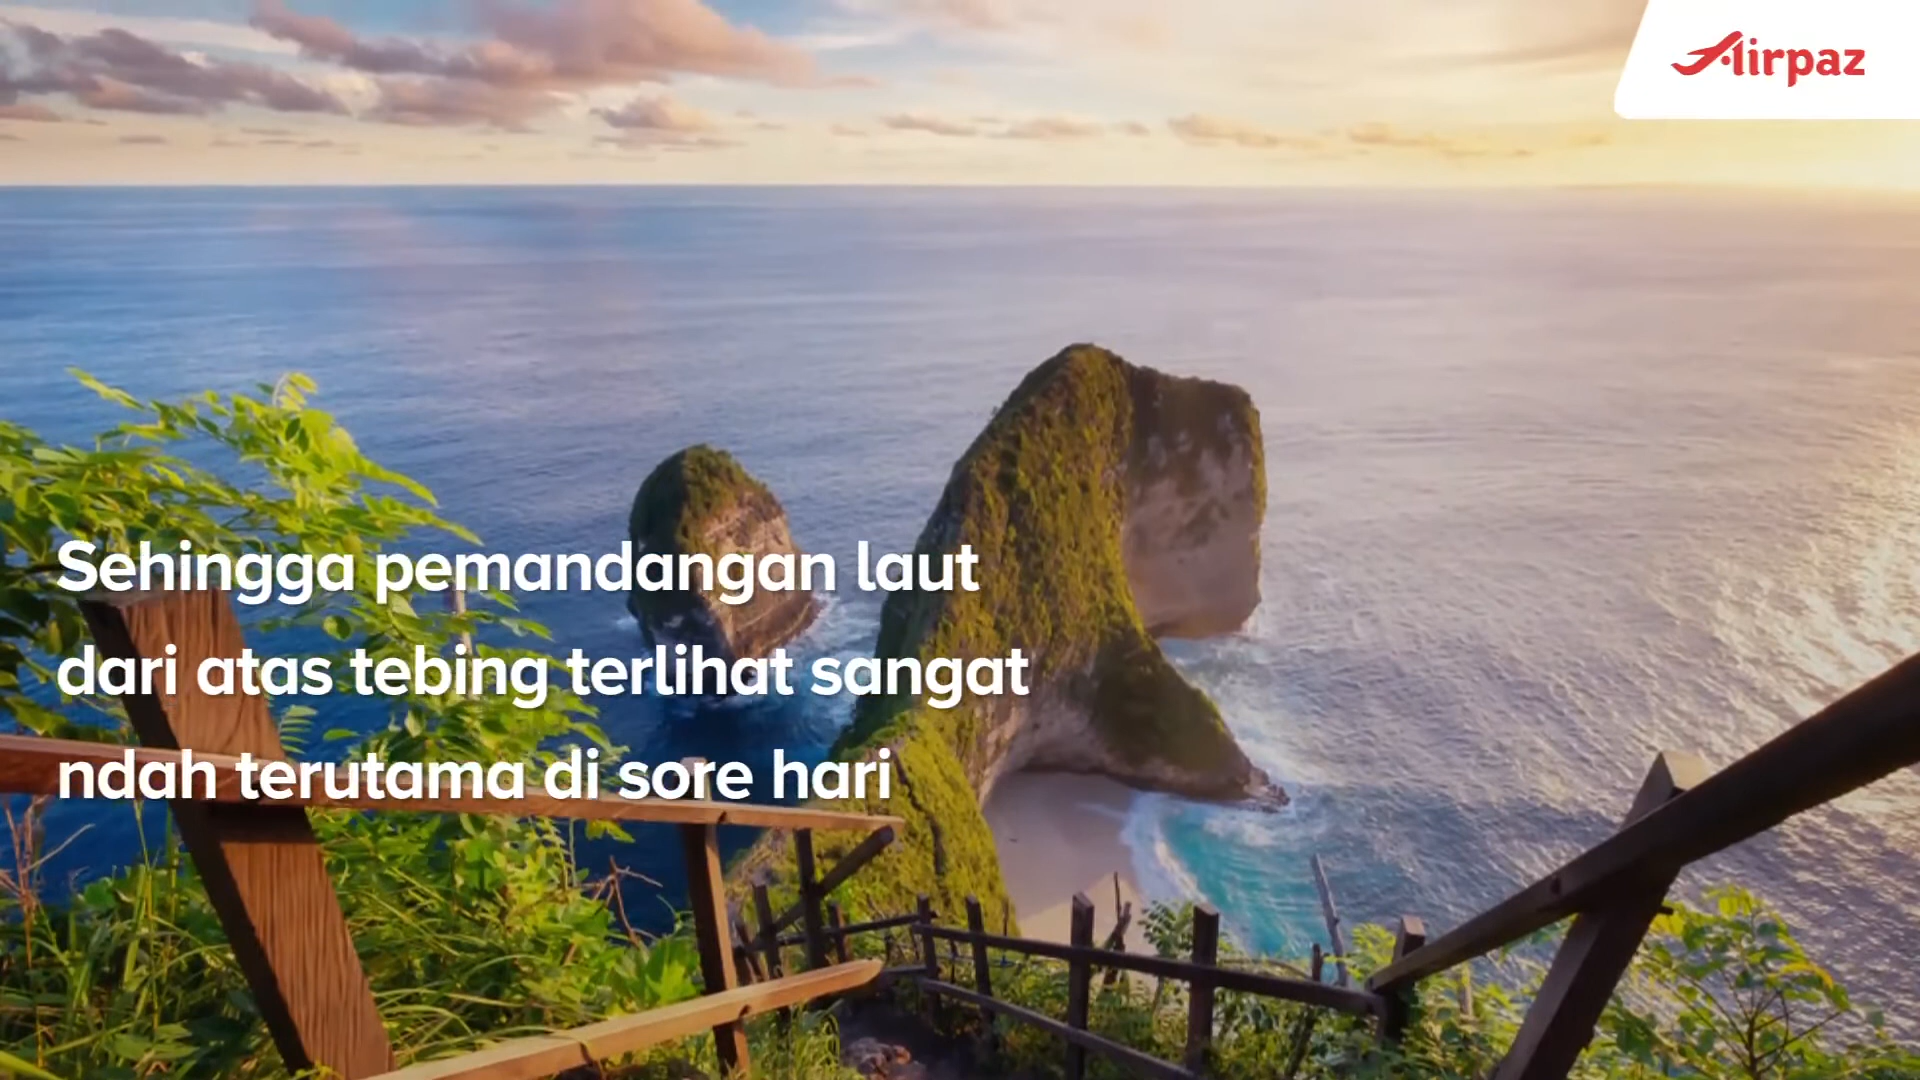 Airpaz
Sehingga pemandangan laut
dari atas tebing terlihat sangat
ndah terutama di sore hari